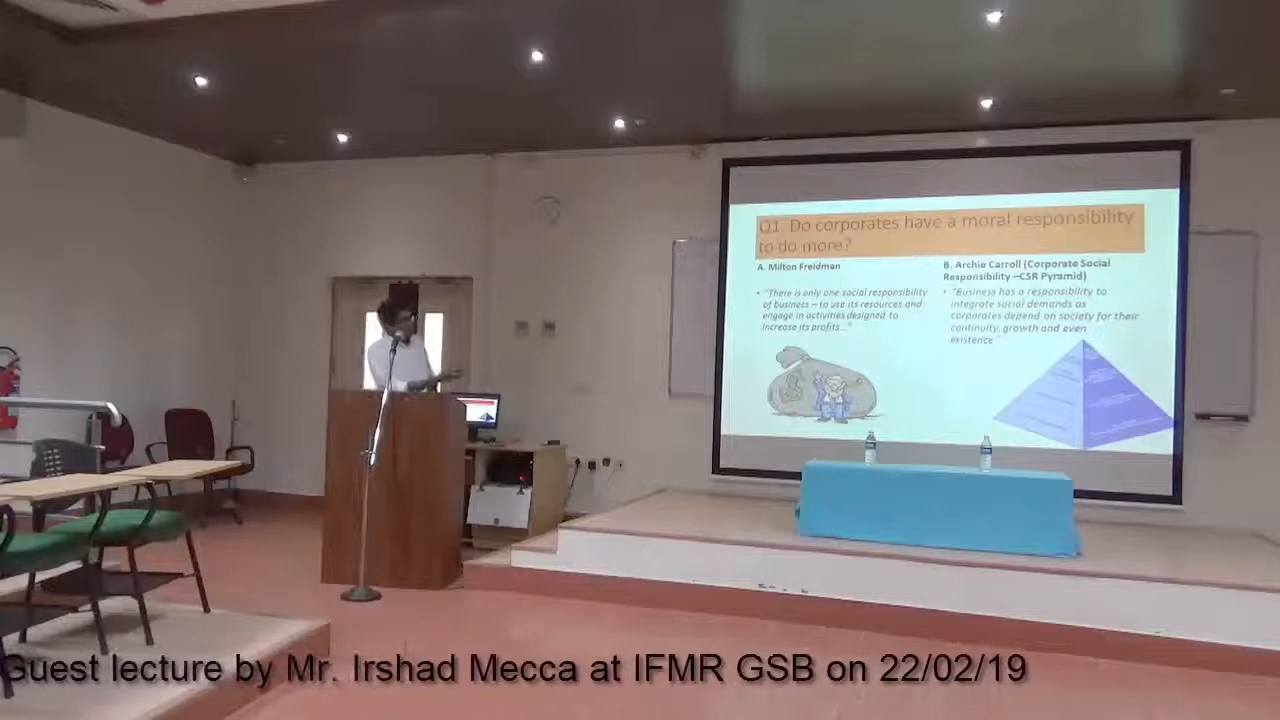 Q1. Do corporates have a moral responsibility
to do more?
A. Milton Freidman
• "There is only one social responsibility
of business – to use its resources and
engage in activities designed to
increase its profits..."
B. Archie Carroll (Corporate Social
Responsibility –CSR Pyramid)
• "Business has a responsibility to
integrate social demands as
corporates depend on society for their
continuity, growth and even
existence"
Guest lecture by Mr. Irshad Mecca at IFMR GSB on 22/02/19